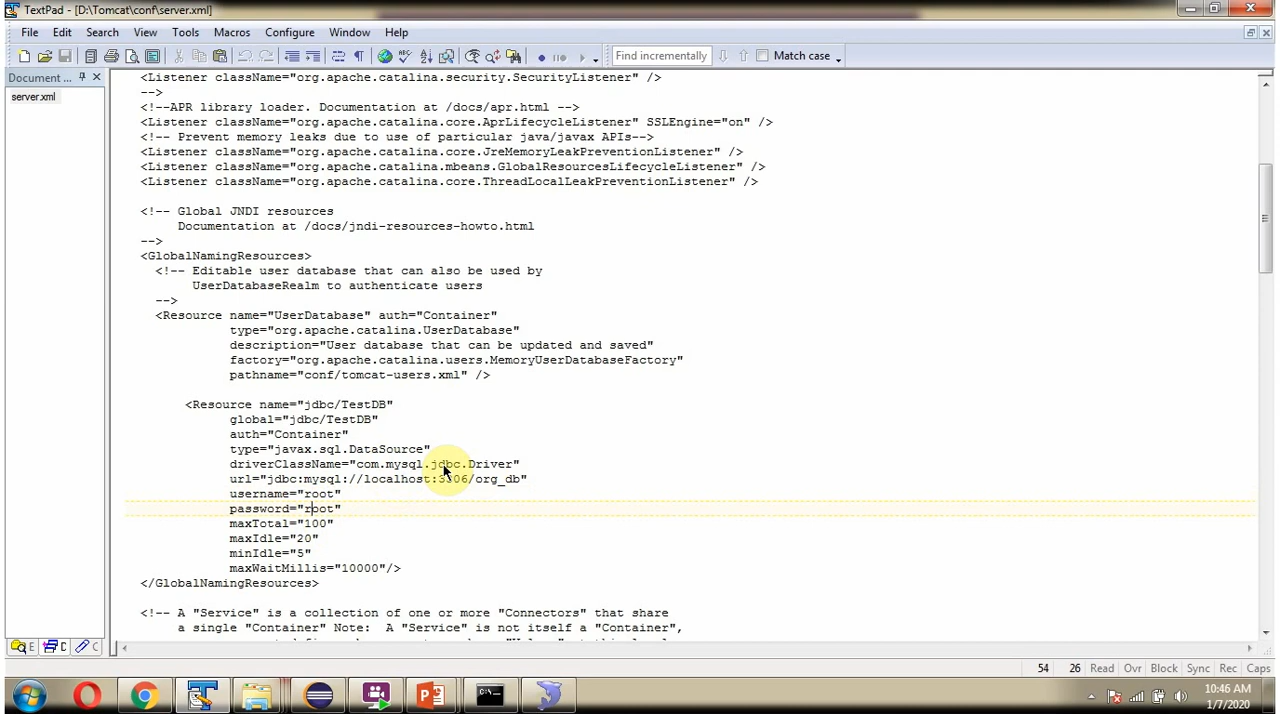 TextPad - [D:\Tomcat\conf\server.xml]
File Edit Search View Tools Macros Configure Window Help
Find incrementally Match case
Document ...
server.xml
<Listener className="org.apache.catalina.security.SecurityListener" />
-->
<!--APR library loader. Documentation at /docs/apr.html -->
<Listener className="org.apache.catalina.core.AprLifecycleListener" SSLEngine="on" />
<!-- Prevent memory leaks due to use of particular java/javax APIs-->
<Listener className="org.apache.catalina.core.JreMemoryLeakPreventionListener" />
<Listener className="org.apache.catalina.mbeans.GlobalResourcesLifecycleListener" />
<Listener className="org.apache.catalina.core.ThreadLocalLeakPreventionListener" />
<!-- Global JNDI resources
Documentation at /docs/jndi-resources-howto.html
-->
<GlobalNamingResources>
<!-- Editable user database that can also be used by
UserDatabaseRealm to authenticate users
-->
<Resource name="UserDatabase" auth="Container"
type="org.apache.catalina.UserDatabase"
description="User database that can be updated and saved"
factory="org.apache.catalina.users.MemoryUserDatabaseFactory"
pathname="conf/tomcat-users.xml" />
<Resource name="jdbc/TestDB"
global="jdbc/TestDB"
auth="Container"
type="javax.sql.DataSource"
driverClassName="com.mysql.jdbc.Driver"
url="jdbc:mysql://localhost:3306/org_db"
username="root"
password="root"
maxTotal="100"
maxIdle="20"
minIdle="5"
maxWaitMillis="10000"/>
</GlobalNamingResources>
<!-- A "Service" is a collection of one or more "Connectors" that share
a single "Container" Note: A "Service" is not itself a "Container",
E C C
54 26 Read Ovr Block Sync Rec Caps
10:46 AM
1/7/2020